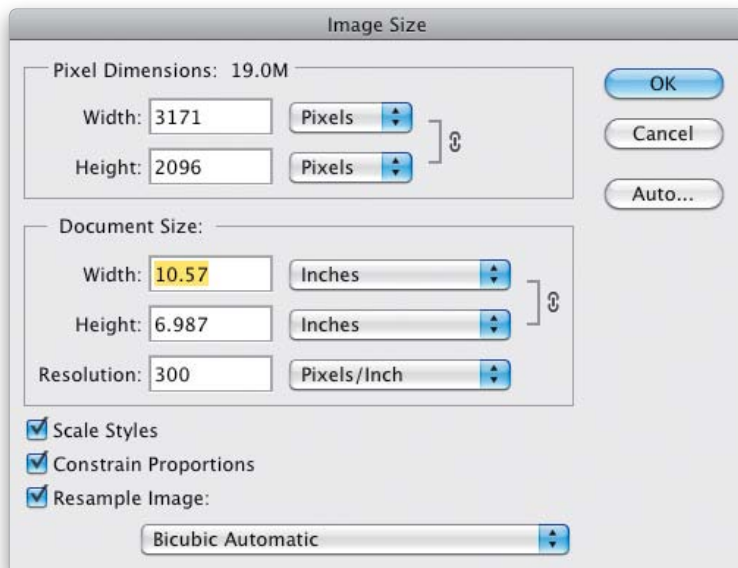 Image Size
Pixel Dimensions: 19.0M
Width: 3171 Pixels
Height: 2096 Pixels
OK
Cancel
Auto...
Document Size:
Width: 10.57 Inches
Height: 6.987 Inches
Resolution: 300 Pixels/Inch
Scale Styles
Constrain Proportions
Resample Image:
Bicubic Automatic